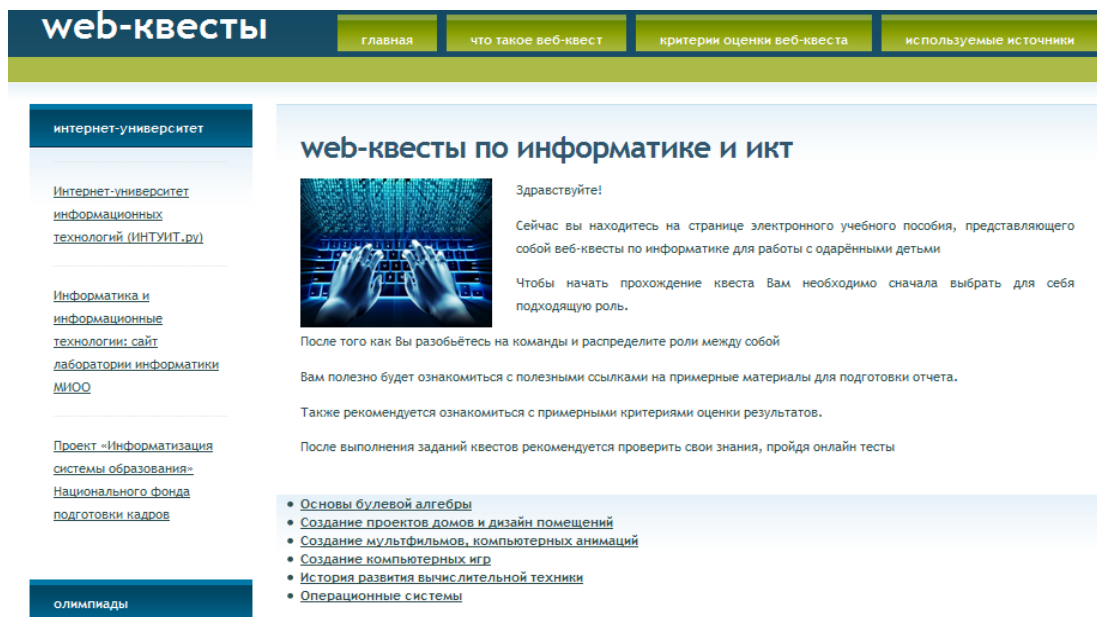 web-квесты
главная
что такое веб-квест
критерии оценки веб-квеста
используемые источники
интернет-университет
Интернет-университет
информационных
технологий (ИНТУИТ.ру)
Информатика и
информационные
технологии: сайт
лаборатории информатики
МИОО
Проект «Информатизация
системы образования»
Национального фонда
подготовки кадров
олимпиады
web-квесты по информатике и икт
Здравствуйте!
Сейчас вы находитесь на странице электронного учебного пособия, представляющего
собой веб-квесты по информатике для работы с одарёнными детьми
Чтобы начать прохождение квеста Вам необходимо сначала выбрать для себя
подходящую роль.
После того как Вы разобьётесь на команды и распределите роли между собой
Вам полезно будет ознакомиться с полезными ссылками на примерные материалы для подготовки отчета.
Также рекомендуется ознакомиться с примерными критериями оценки результатов.
После выполнения заданий квестов рекомендуется проверить свои знания, пройдя онлайн тесты
• Основы булевой алгебры
• Создание проектов домов и дизайн помещений
• Создание мультфильмов, компьютерных анимаций
• Создание компьютерных игр
• История развития вычислительной техники
• Операционные системы